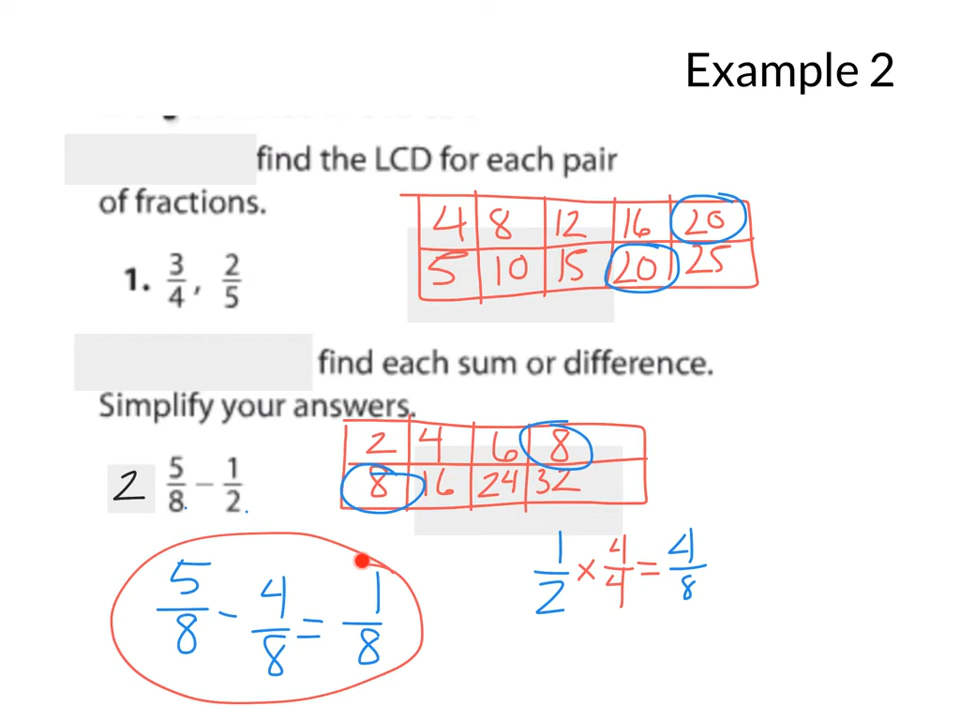 Example 2
find the LCD for each pair
of fractions.
4 8 12 16 20
5 10 15 20 25
1. 3/4, 2/5
find each sum or difference.
Simplify your answers.
2 4 6 8
8 16 24 32
2 5/8 − 1/2
1/2 × 4/4 = 4/8
5/8 - 4/8 = 1/8